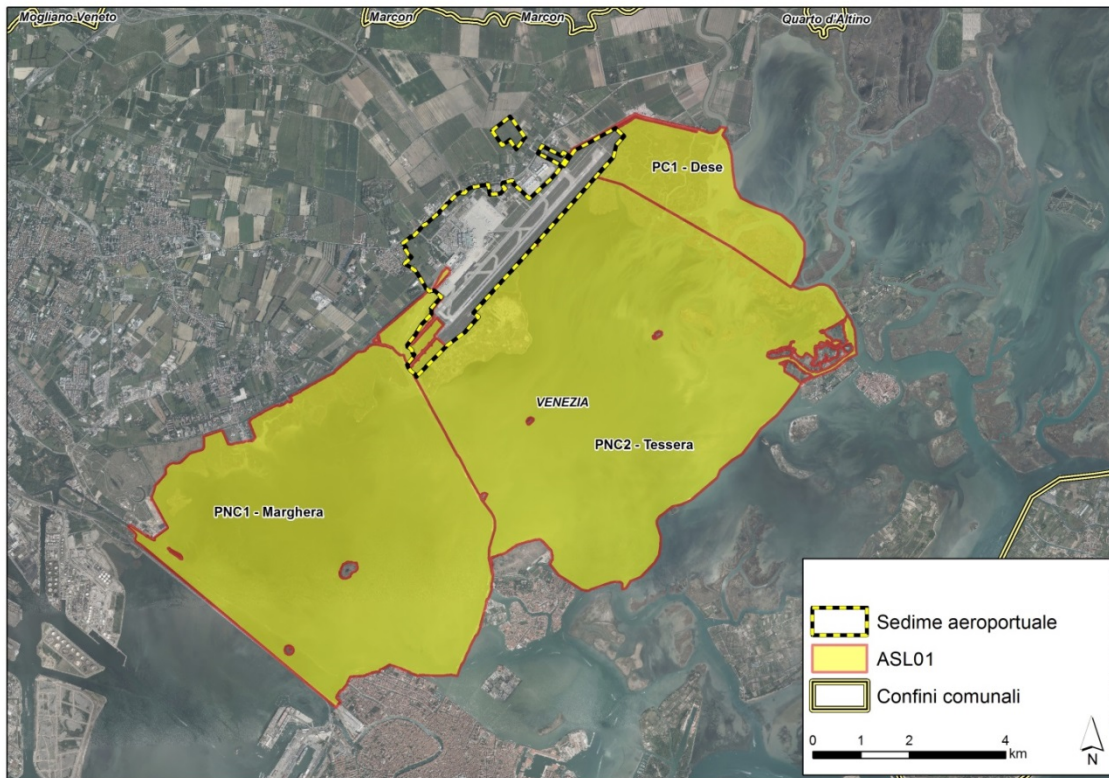 Mogliano Veneto
Marcon
Marcon
Quarto d'Altino
PC1 - Dese
VENEZIA
PNC2 - Tessera
PNC1 - Marghera
Sedime aeroportuale
ASL01
Confini comunali
0 1 2 4
km
N